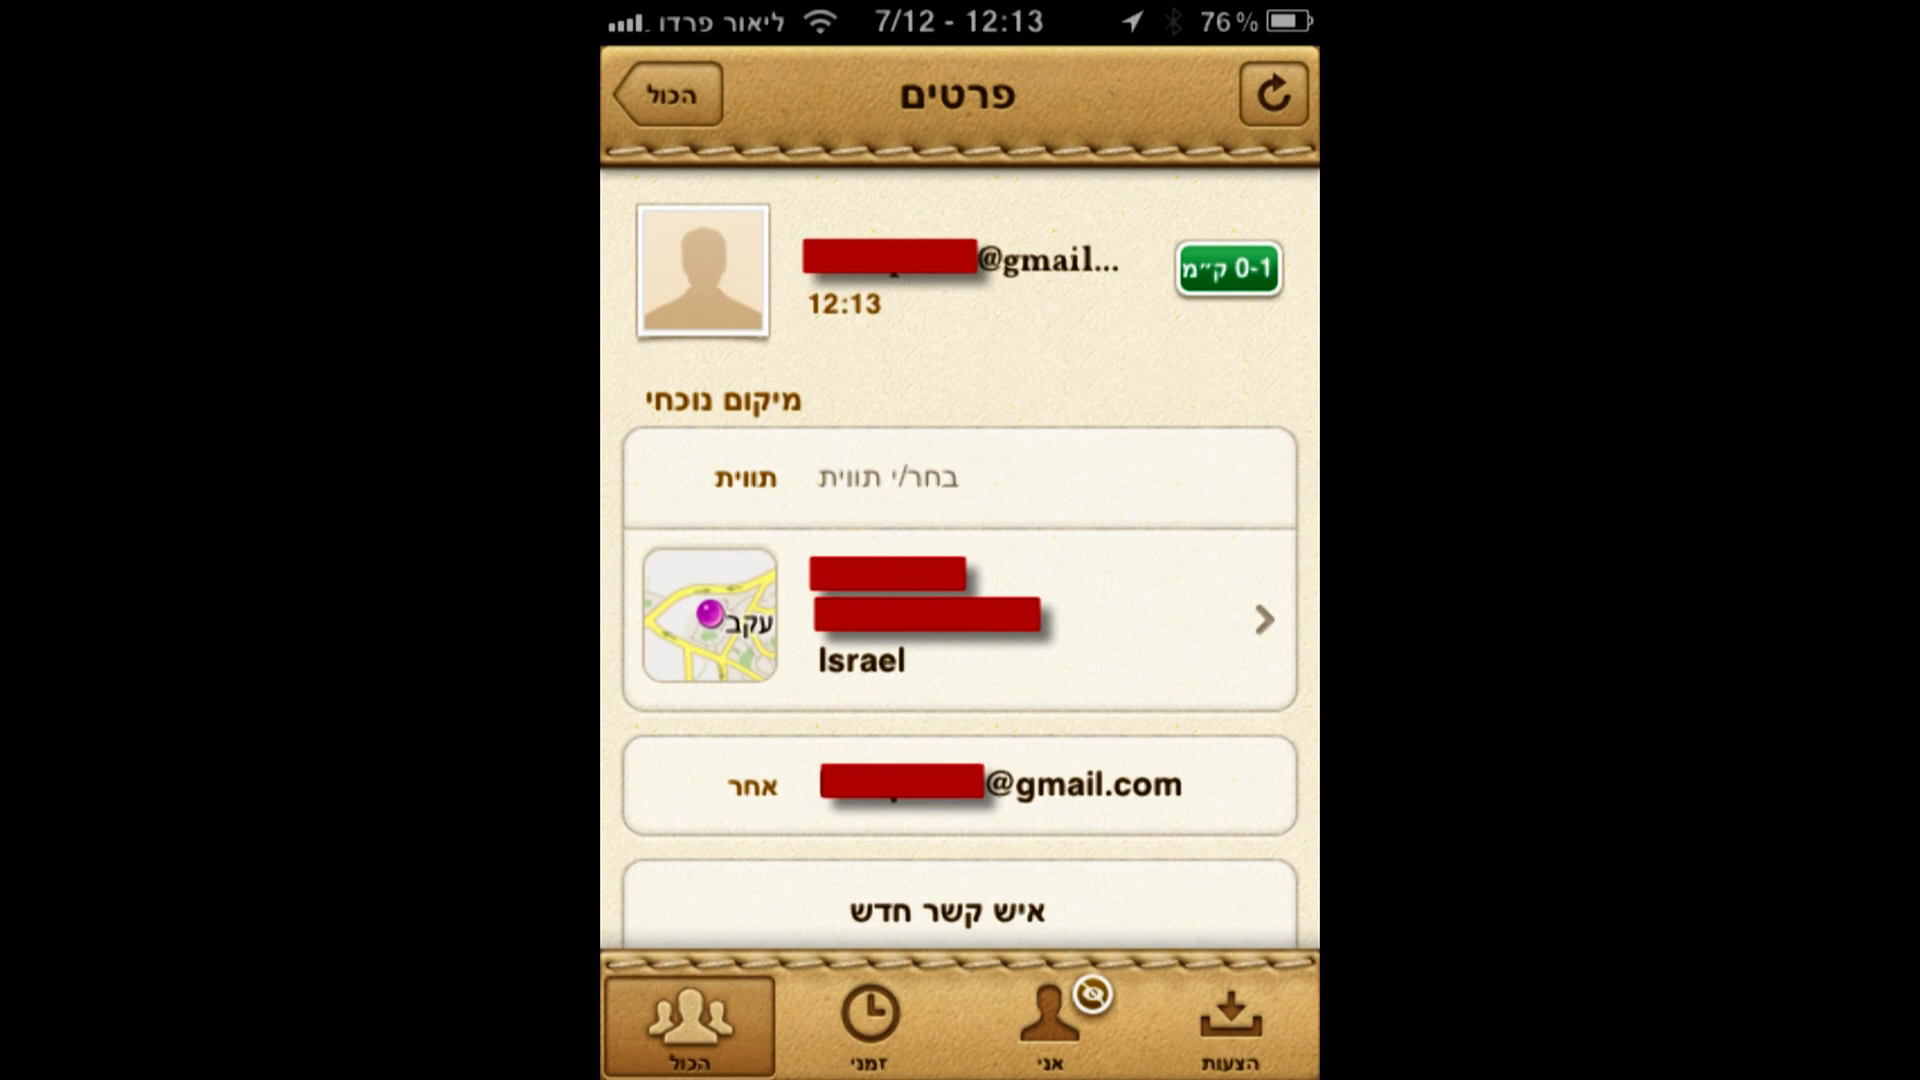 ליאור פרדו 7/12 - 12:13 76%
הכול
פרטים
@gmail...
12:13
0-1 ק״מ
מיקום נוכחי
תווית בחר/י תווית
עקב
Israel
אחר @gmail.com
איש קשר חדש
הכול זמני אני הצעות